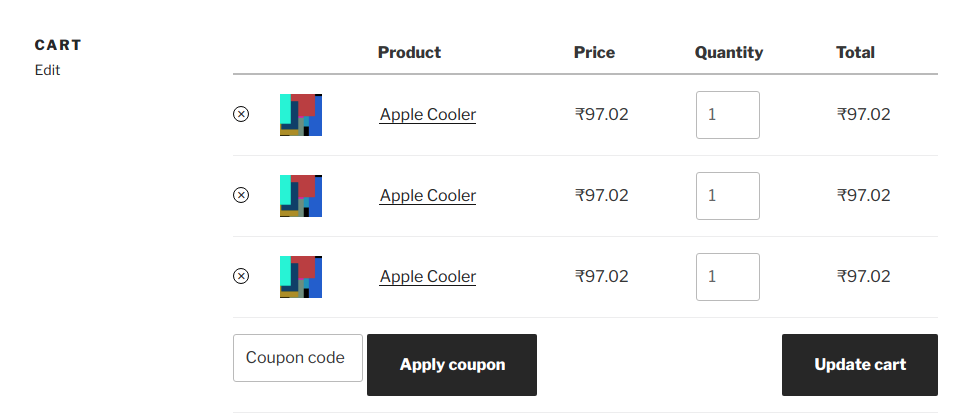 CART
Edit
Product Price Quantity Total
Apple Cooler ₹97.02 1 ₹97.02
Apple Cooler ₹97.02 1 ₹97.02
Apple Cooler ₹97.02 1 ₹97.02
Coupon code Apply coupon Update cart